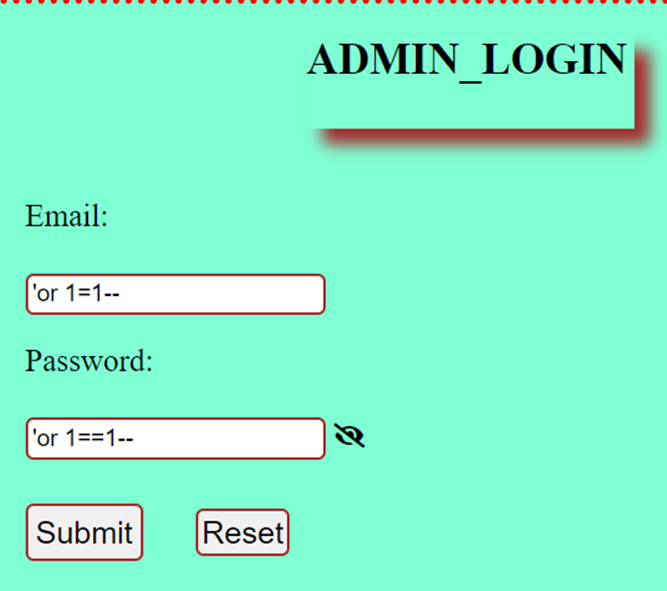 ADMIN_LOGIN
Email:
'or 1=1--
Password:
'or 1==1--
Submit Reset